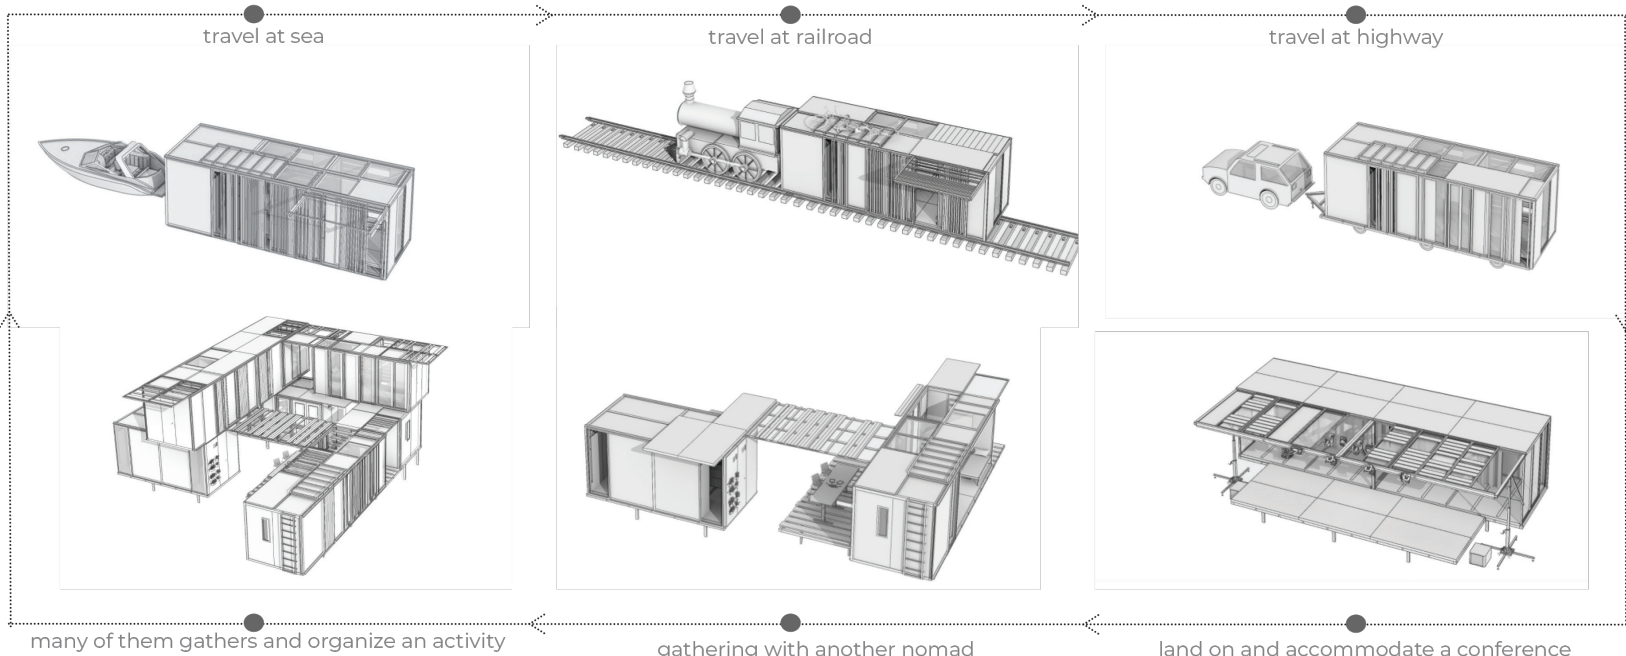 travel at sea
travel at railroad
travel at highway
many of them gathers and organize an activity
gathering with another nomad
land on and accommodate a conference